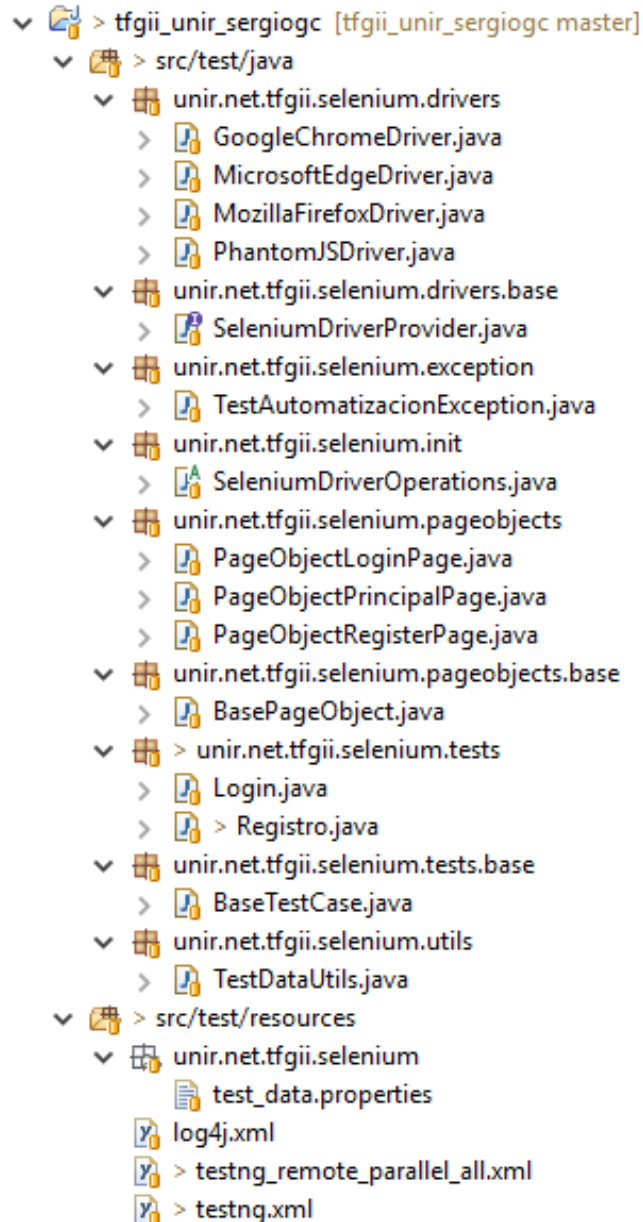 > tfgii_unir_sergiogc [tfgii_unir_sergiogc master]
> src/test/java
unir.net.tfgii.selenium.drivers
GoogleChromeDriver.java
MicrosoftEdgeDriver.java
MozillaFirefoxDriver.java
PhantomJSDriver.java
unir.net.tfgii.selenium.drivers.base
SeleniumDriverProvider.java
unir.net.tfgii.selenium.exception
TestAutomatizacionException.java
unir.net.tfgii.selenium.init
SeleniumDriverOperations.java
unir.net.tfgii.selenium.pageobjects
PageObjectLoginPage.java
PageObjectPrincipalPage.java
PageObjectRegisterPage.java
unir.net.tfgii.selenium.pageobjects.base
BasePageObject.java
> unir.net.tfgii.selenium.tests
Login.java
> Registro.java
unir.net.tfgii.selenium.tests.base
BaseTestCase.java
unir.net.tfgii.selenium.utils
TestDataUtils.java
> src/test/resources
unir.net.tfgii.selenium
test_data.properties
log4j.xml
> testng_remote_parallel_all.xml
> testng.xml